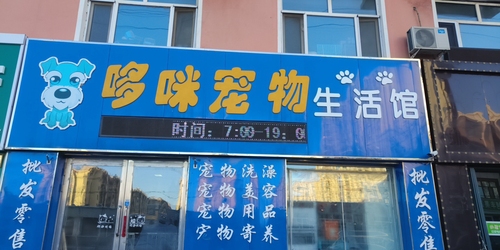 哆咪宠物生活馆
时间:7:00-19:0
批发零售
宠物洗澡
宠物美容
宠物用品
宠物寄养
批发零售